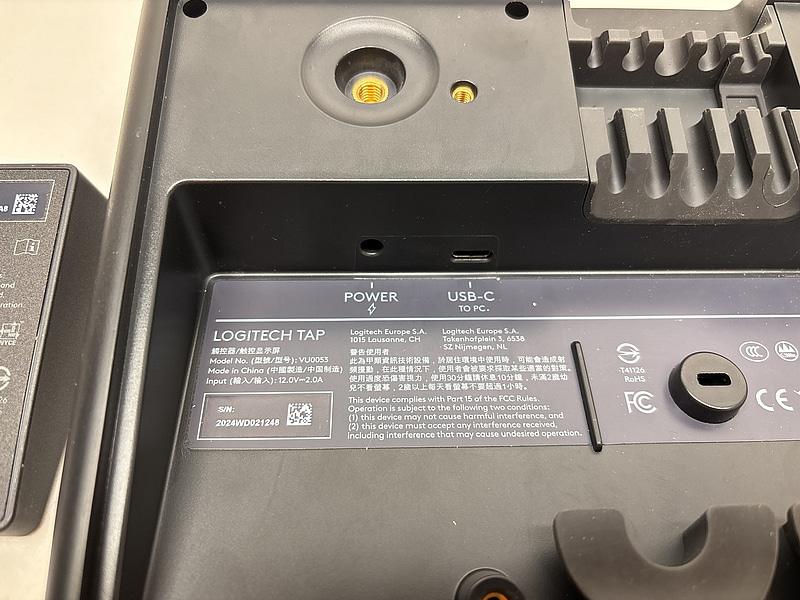 POWER
USB-C
TO PC.
LOGITECH TAP
觸控器/触控显示屏
Model No. (型號/型号): VU0053
Made in China (中國製造/中国制造)
Input (輸入/输入): 12.0V⎓2.0A
S/N:
2024WD021248
Logitech Europe S.A.
1015 Lausanne, CH
Logitech Europe S.A.
Takenhofplein 3, 6538
SZ Nijmegen, NL
警告使用者
此為甲類資訊技術設備，於居住環境中使用時，可能會造成射
頻擾動，在此種情況下，使用者會被要求採取某些適當的對策。
使用過度恐傷害視力，使用30分鐘請休息10分鐘，未滿2歲幼
兒不看螢幕，2歲以上每天看螢幕不要超過1小時。
This device complies with Part 15 of the FCC Rules.
Operation is subject to the following two conditions:
(1) this device may not cause harmful interference, and
(2) this device must accept any interference received,
including interference that may cause undesired operation.
T41126
RoHS
FC
CCC
CE
and
ration.